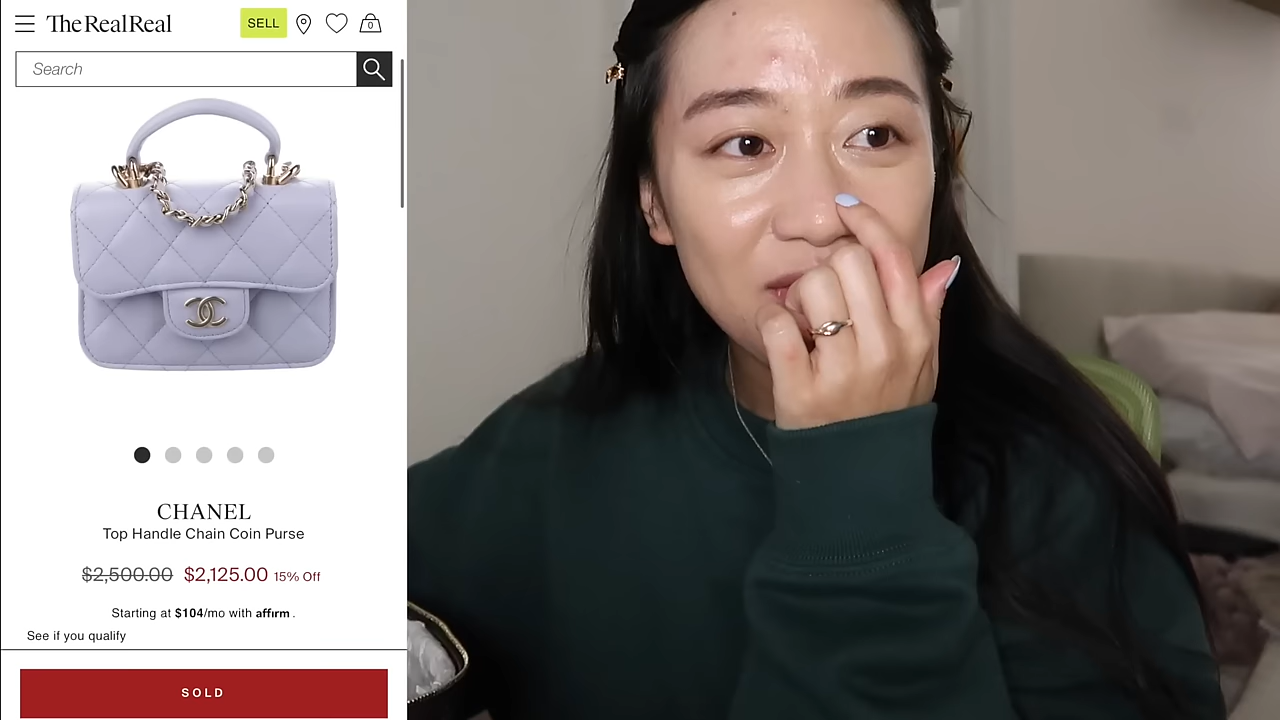 TheRealReal
SELL
0
Search
CHANEL
Top Handle Chain Coin Purse
$2,500.00 $2,125.00 15% Off
Starting at $104/mo with affirm.
See if you qualify
SOLD